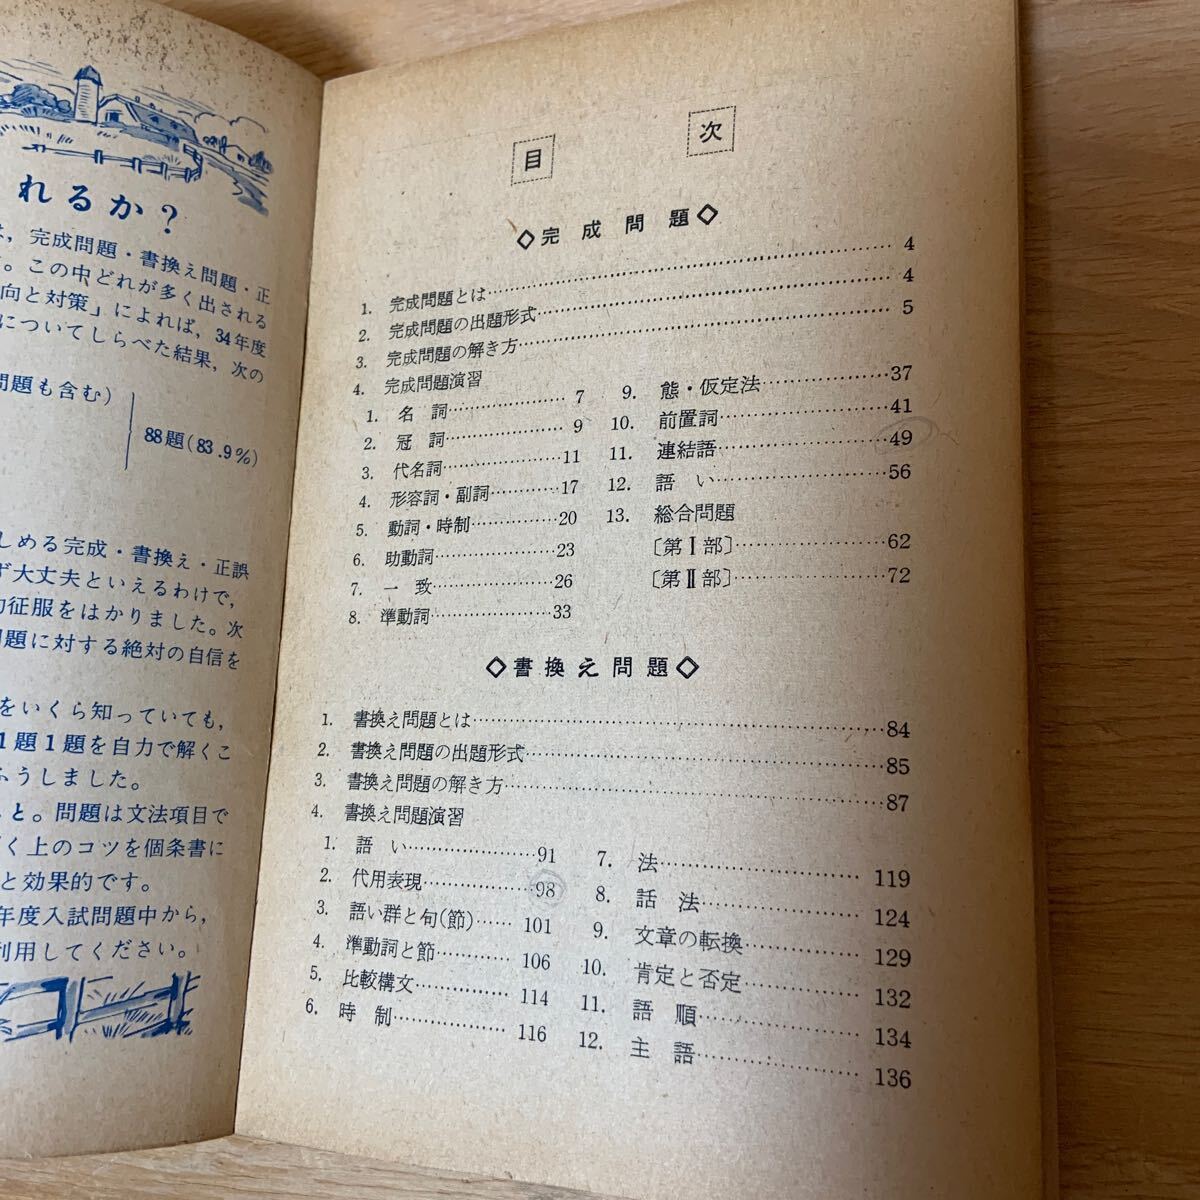 れるか?
完成問題・書換え問題・正
。この中どれが多く出される
向と対策」によれば, 34年度
についてしらべた結果, 次の
問題も含む)
88題(83.9%)
しめる完成・書換え・正誤
ず大丈夫といえるわけで,
征服をはかりました。次
問題に対する絶対の自信を
をいくら知っていても,
1題1題を自力で解くこ
ふうしました。
こと。問題は文法項目で
く上のコツを個条書に
と効果的です。
年度入試問題中から,
利用してください。
目次
◇完成問題◇
1. 完成問題とは……4
2. 完成問題の出題形式……4
3. 完成問題の解き方……5
4. 完成問題演習
1. 名詞……7
2. 冠詞……9
3. 代名詞……11
4. 形容詞・副詞……17
5. 動詞・時制……20
6. 助動詞……23
7. 一致……26
8. 準動詞……33
9. 態・仮定法……37
10. 前置詞……41
11. 連結語……49
12. 語い……56
13. 総合問題
〔第Ⅰ部〕……62
〔第Ⅱ部〕……72
◇書換え問題◇
1. 書換え問題とは……84
2. 書換え問題の出題形式……85
3. 書換え問題の解き方……87
4. 書換え問題演習
1. 語い……91
2. 代用表現……98
3. 語い群と句(節)……101
4. 準動詞と節……106
5. 比較構文……114
6. 時制……116
7. 法……119
8. 話法……124
9. 文章の転換……129
10. 肯定と否定……132
11. 語順……134
12. 主語……136